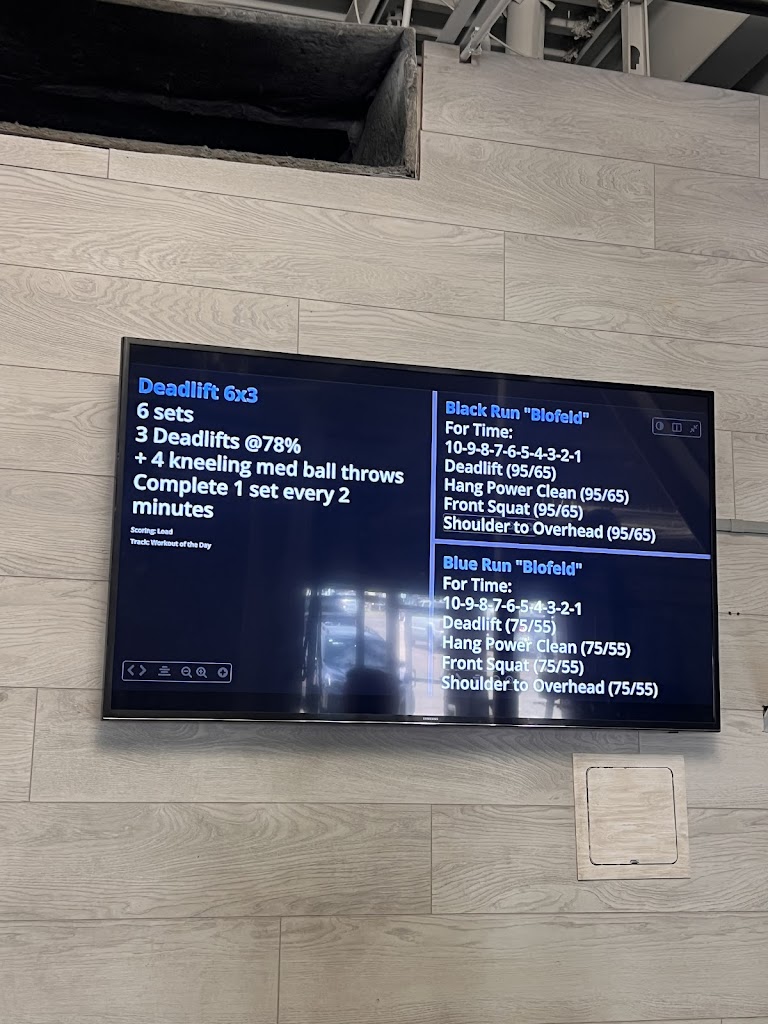 Deadlift 6x3
6 sets
3 Deadlifts @78%
+ 4 kneeling med ball throws
Complete 1 set every 2
minutes
Scoring: Load
Track: Workout of the Day
Black Run "Blofeld"
For Time:
10-9-8-7-6-5-4-3-2-1
Deadlift (95/65)
Hang Power Clean (95/65)
Front Squat (95/65)
Shoulder to Overhead (95/65)
Blue Run "Blofeld"
For Time:
10-9-8-7-6-5-4-3-2-1
Deadlift (75/55)
Hang Power Clean (75/55)
Front Squat (75/55)
Shoulder to Overhead (75/55)
SAMSUNG